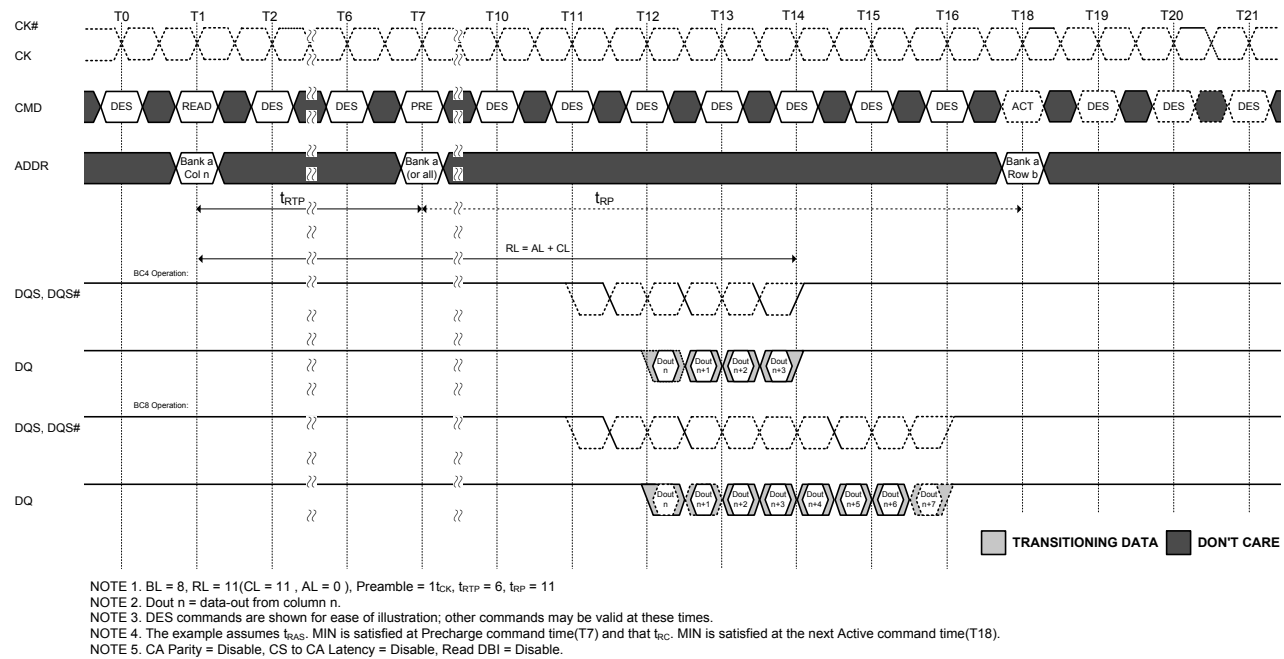 T0 T1 T2 T6 T7 T10 T11 T12 T13 T14 T15 T16 T18 T19 T20 T21
CK#
CK
CMD DES READ DES DES PRE DES DES DES DES DES DES DES ACT DES DES DES
ADDR
Bank a Col n
Bank a (or all)
Bank a Row b
tRTP tRP
RL = AL + CL
BC4 Operation:
DQS, DQS#
DQ
Dout n
Dout n+1
Dout n+2
Dout n+3
BC8 Operation:
DQS, DQS#
DQ
Dout n
Dout n+1
Dout n+2
Dout n+3
Dout n+4
Dout n+5
Dout n+6
Dout n+7
TRANSITIONING DATA DON'T CARE
NOTE 1. BL = 8, RL = 11(CL = 11 , AL = 0 ), Preamble = 1tCK, tRTP = 6, tRP = 11
NOTE 2. Dout n = data-out from column n.
NOTE 3. DES commands are shown for ease of illustration; other commands may be valid at these times.
NOTE 4. The example assumes tRAS. MIN is satisfied at Precharge command time(T7) and that tRC. MIN is satisfied at the next Active command time(T18).
NOTE 5. CA Parity = Disable, CS to CA Latency = Disable, Read DBI = Disable.